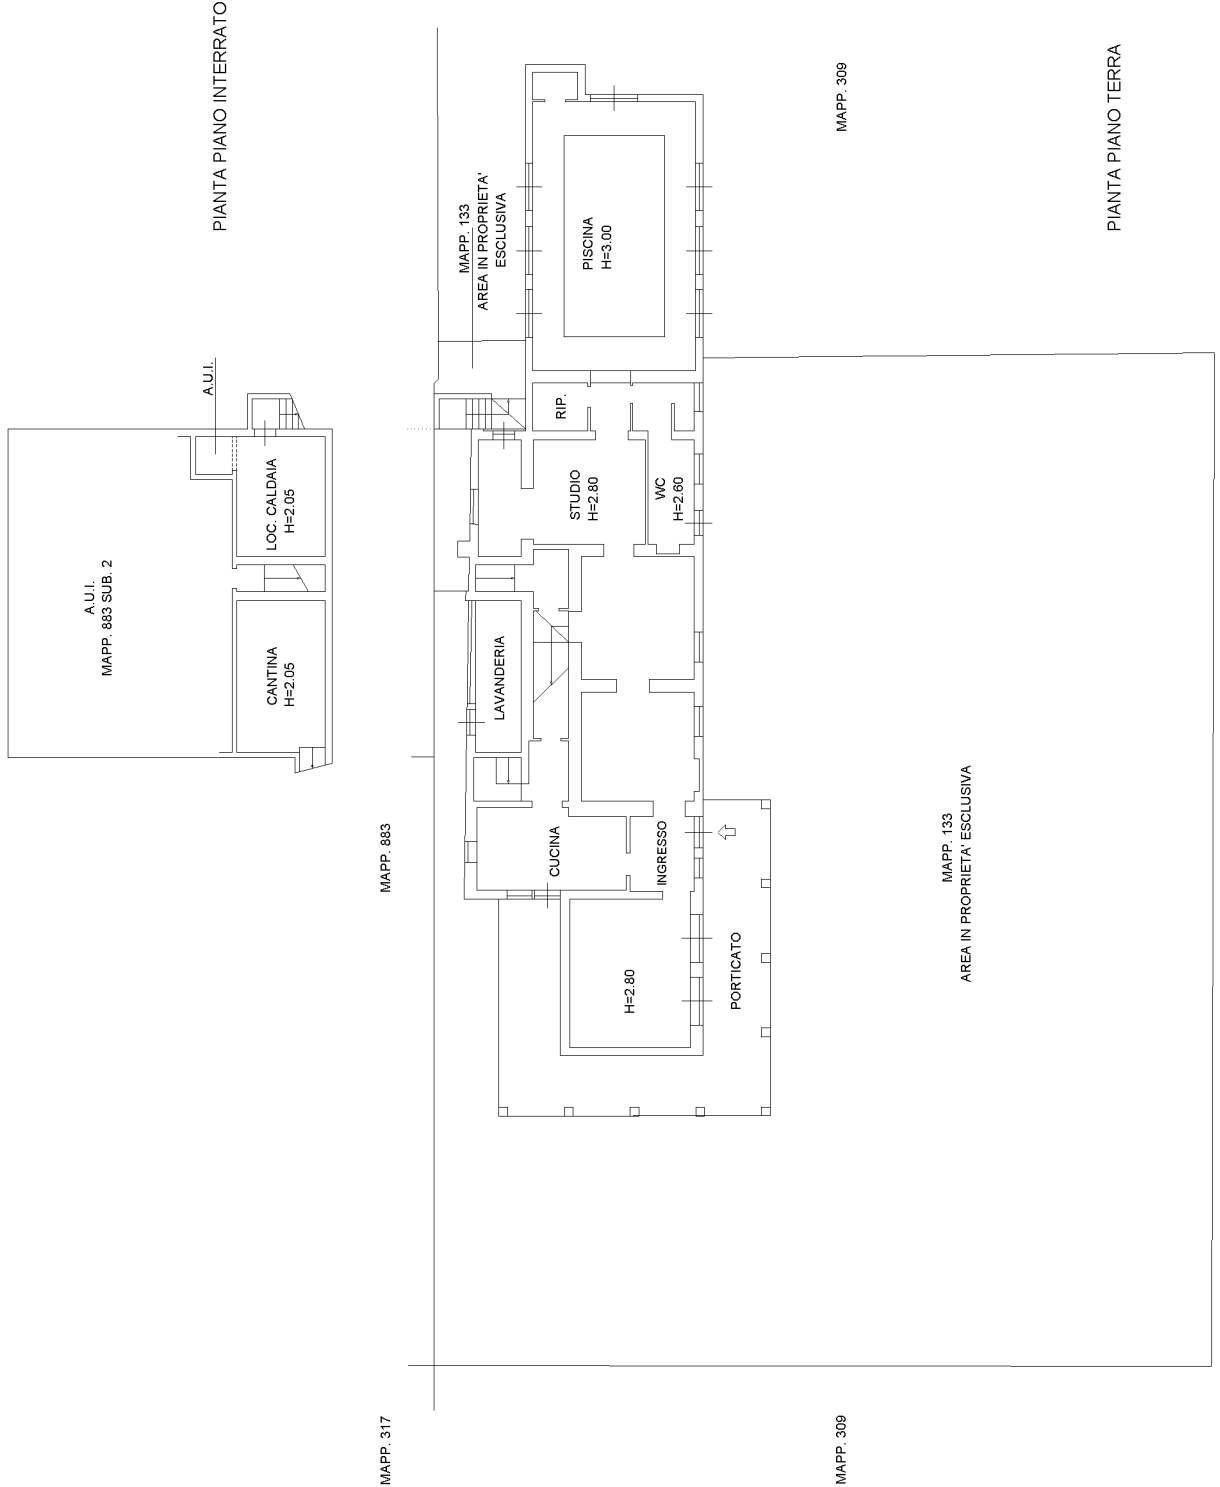 PIANTA PIANO INTERRATO
A.U.I.
A.U.I.
MAPP. 883 SUB. 2
LOC. CALDAIA
H=2.05
CANTINA
H=2.05
MAPP. 317
MAPP. 883
MAPP. 133
AREA IN PROPRIETA'
ESCLUSIVA
PISCINA
H=3.00
RIP.
STUDIO
H=2.80
WC
H=2.60
LAVANDERIA
CUCINA
INGRESSO
H=2.80
PORTICATO
MAPP. 309
MAPP. 309
MAPP. 133
AREA IN PROPRIETA' ESCLUSIVA
PIANTA PIANO TERRA